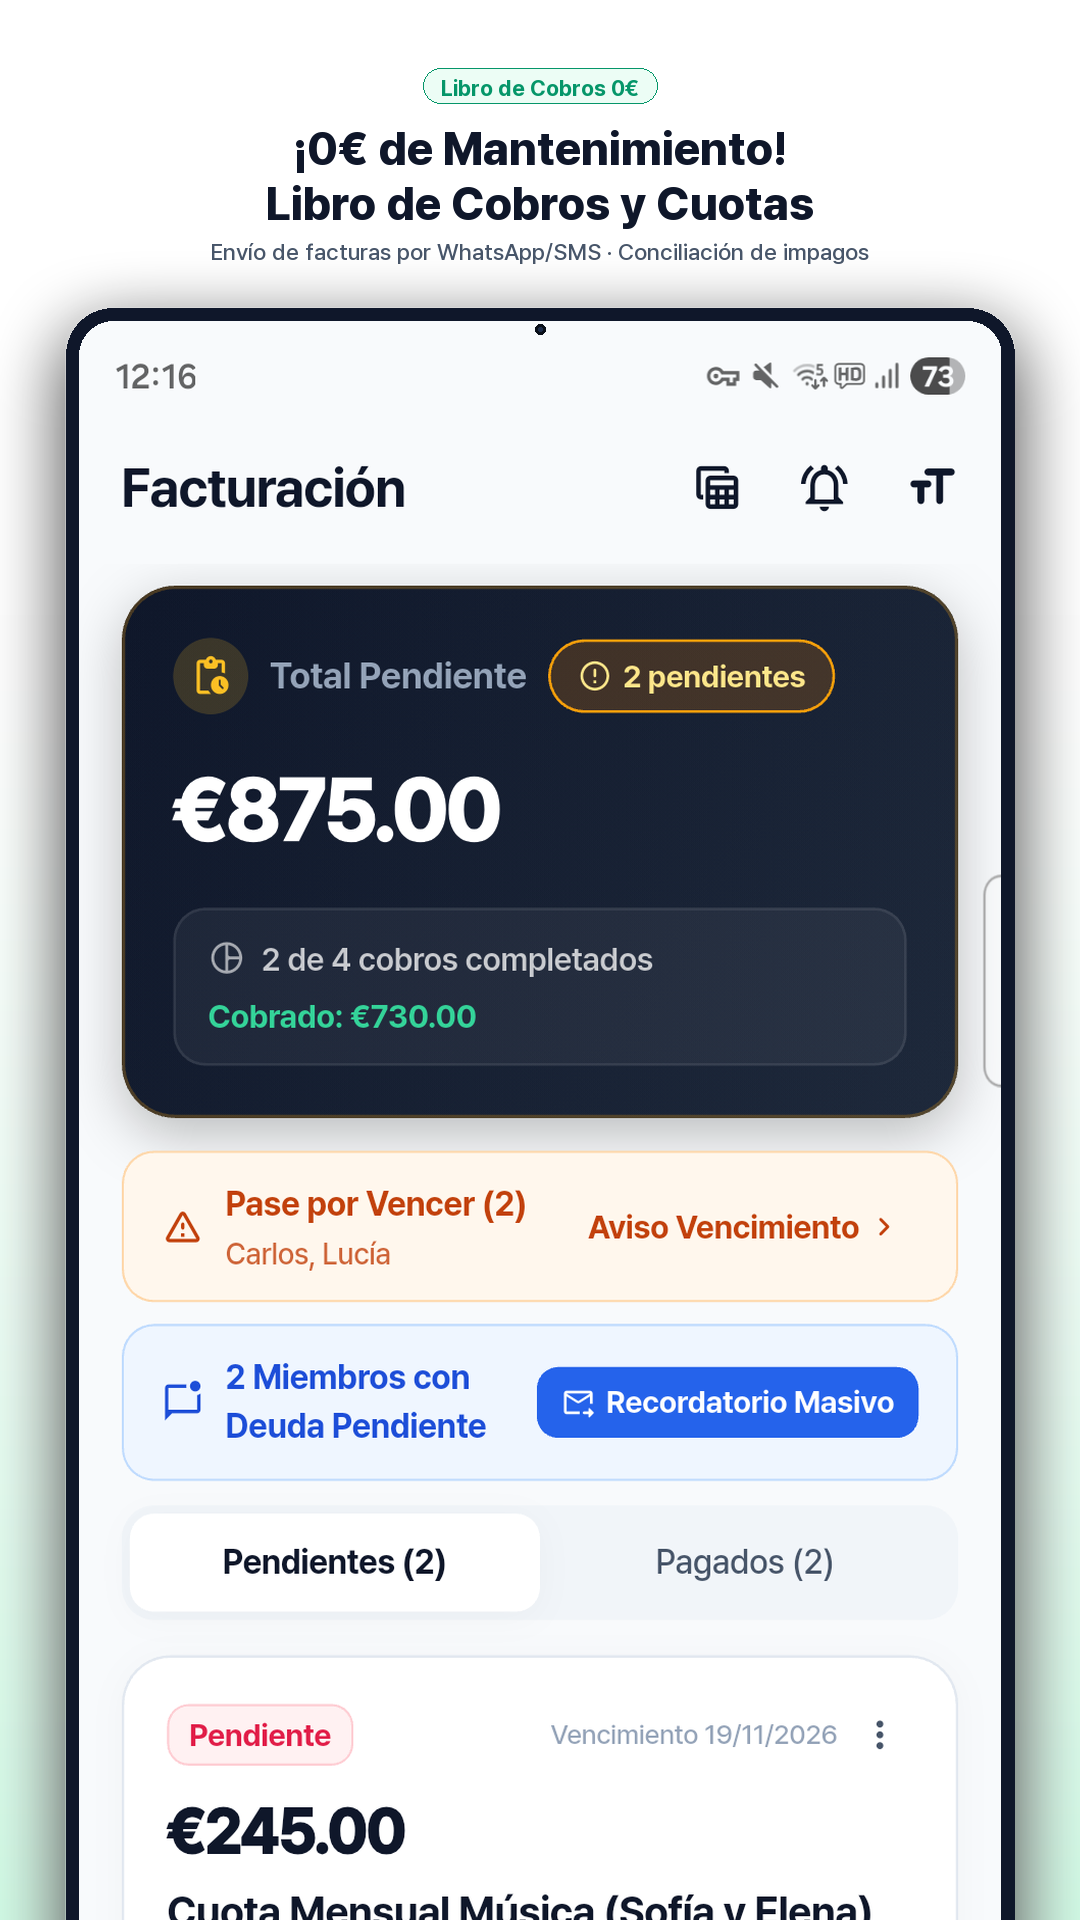 Libro de Cobros 0€
¡0€ de Mantenimiento!
Libro de Cobros y Cuotas
Envío de facturas por WhatsApp/SMS · Conciliación de impagos
12:16
5
HD
73
Facturación
Total Pendiente
2 pendientes
€875.00
2 de 4 cobros completados
Cobrado: €730.00
Pase por Vencer (2)
Carlos, Lucía
Aviso Vencimiento
2 Miembros con
Deuda Pendiente
Recordatorio Masivo
Pendientes (2)
Pagados (2)
Pendiente
Vencimiento 19/11/2026
€245.00
Cuota Mensual Música (Sofía y Elena)